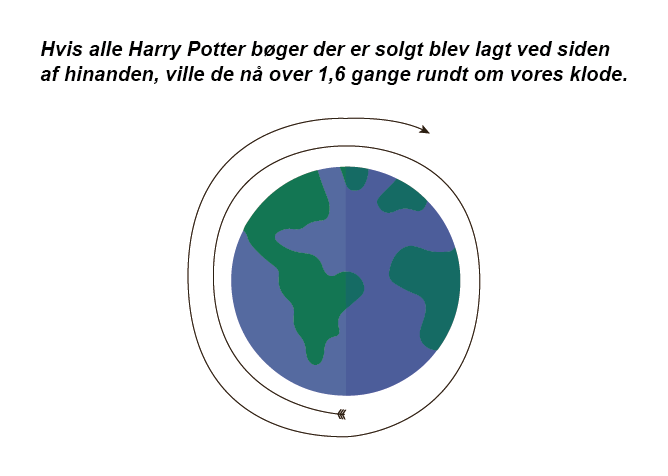 Hvis alle Harry Potter bøger der er solgt blev lagt ved siden
af hinanden, ville de nå over 1,6 gange rundt om vores klode.